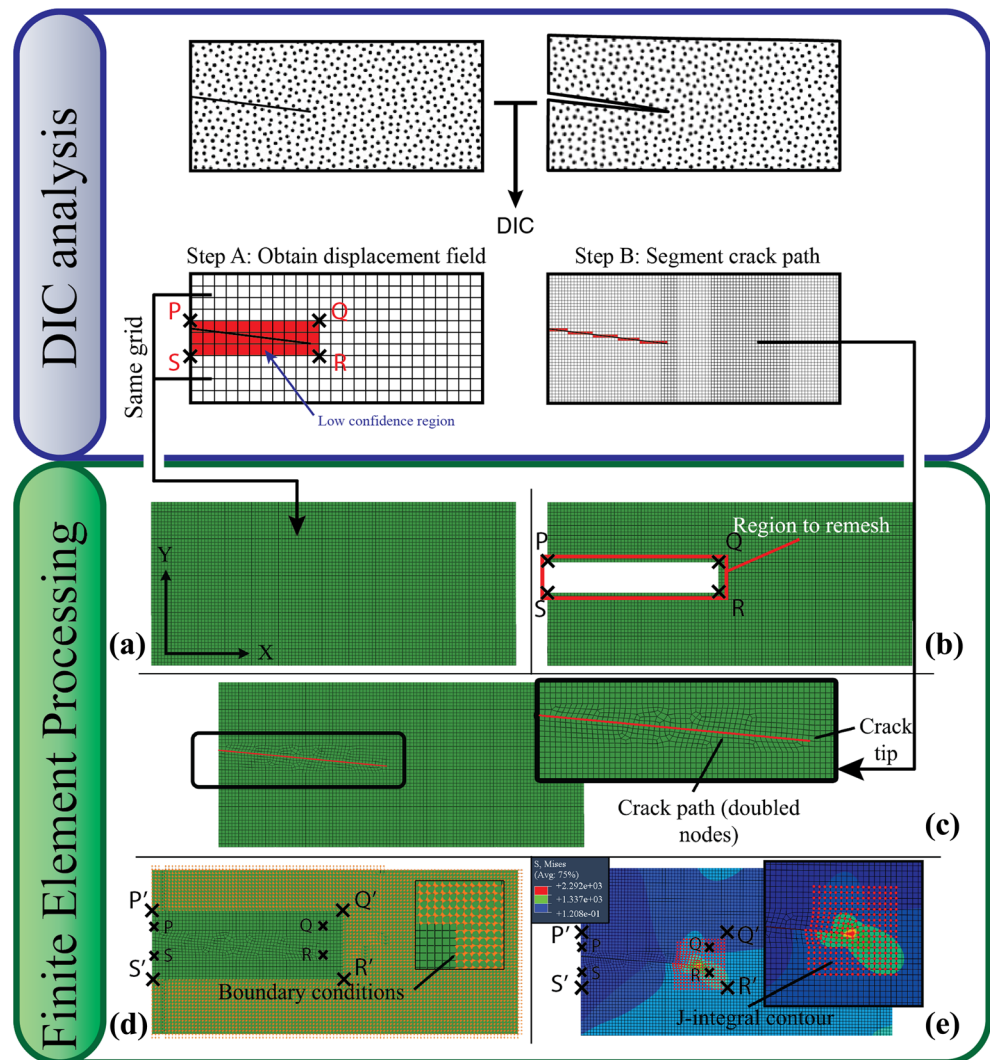 DIC analysis
DIC
Step A: Obtain displacement field
Step B: Segment crack path
P
Q
S
R
Same grid
Low confidence region
Finite Element Processing
Y
X
(a)
Region to remesh
P
Q
S
R
(b)
Crack
tip
Crack path (doubled
nodes)
(c)
P'
Q'
P
Q
S
R
S'
R'
Boundary conditions
(d)
S, Mises
(Avg: 75%)
+2.292e+03
+1.337e+03
+1.208e-01
P'
Q'
P
Q
S
R
S'
R'
J-integral contour
(e)